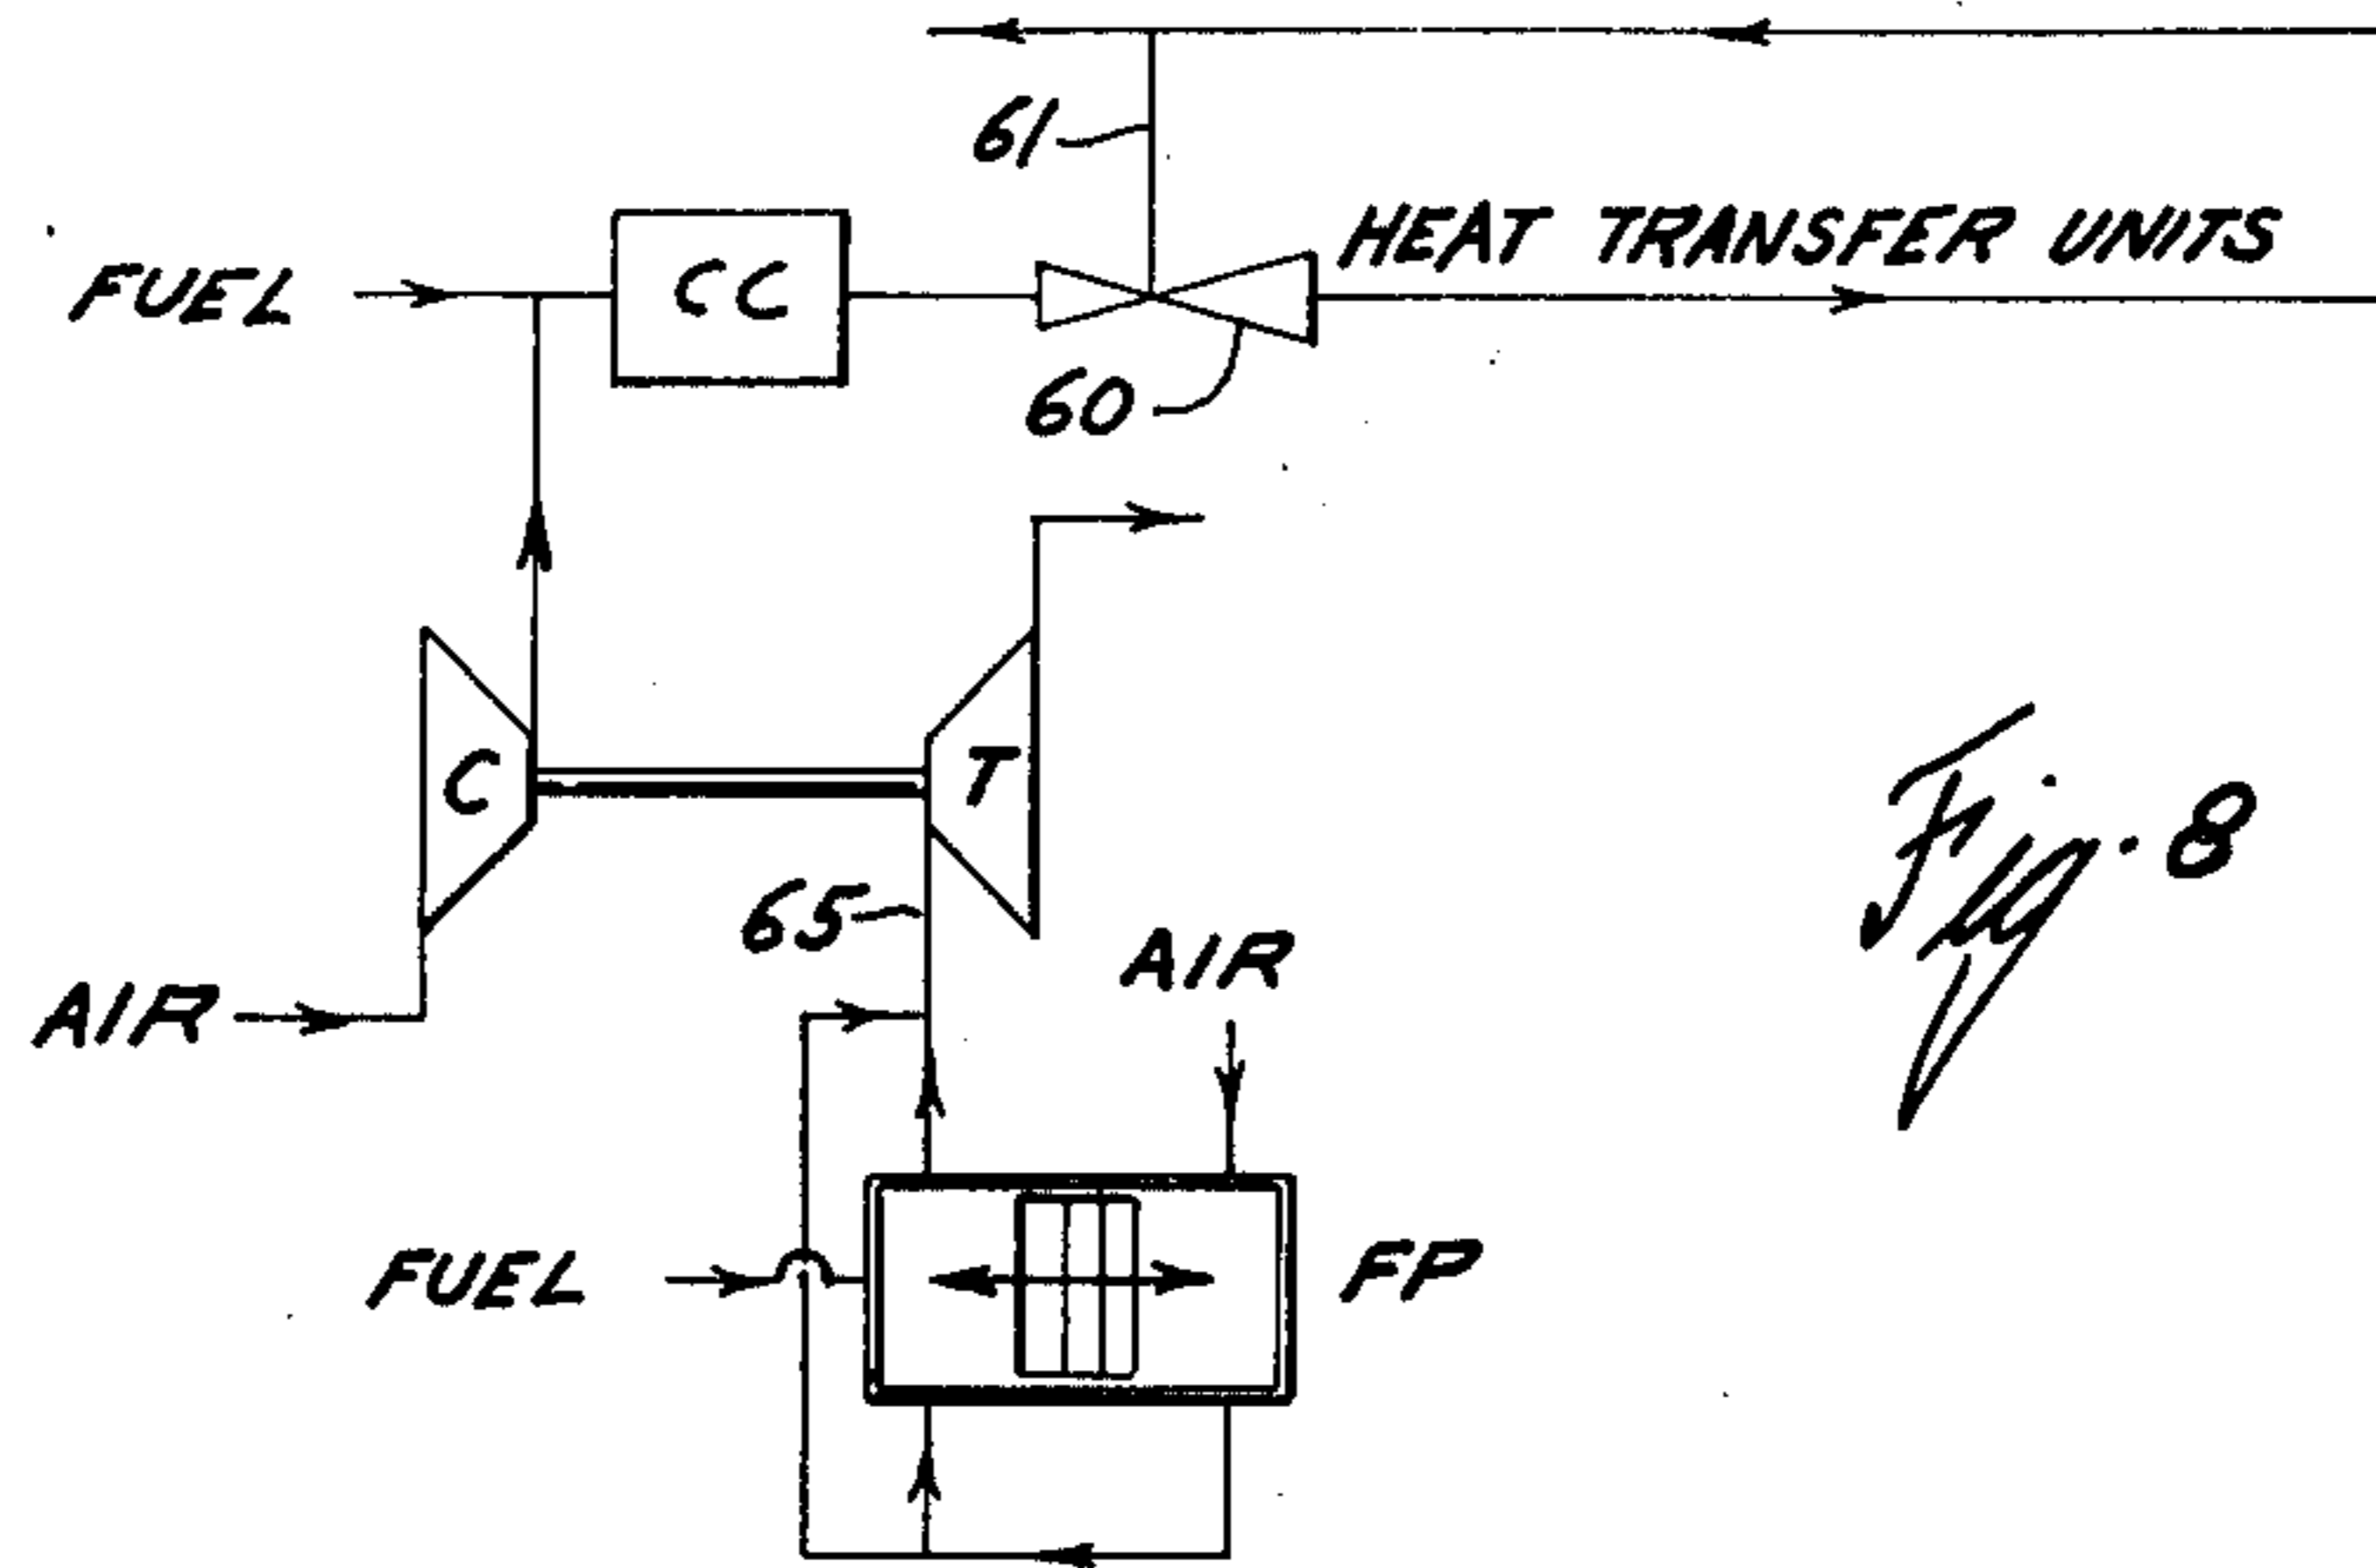 61
HEAT TRANSFER UNITS
FUEL
CC
60
C
T
65
AIR
AIR
Fig. 8
FUEL
FP